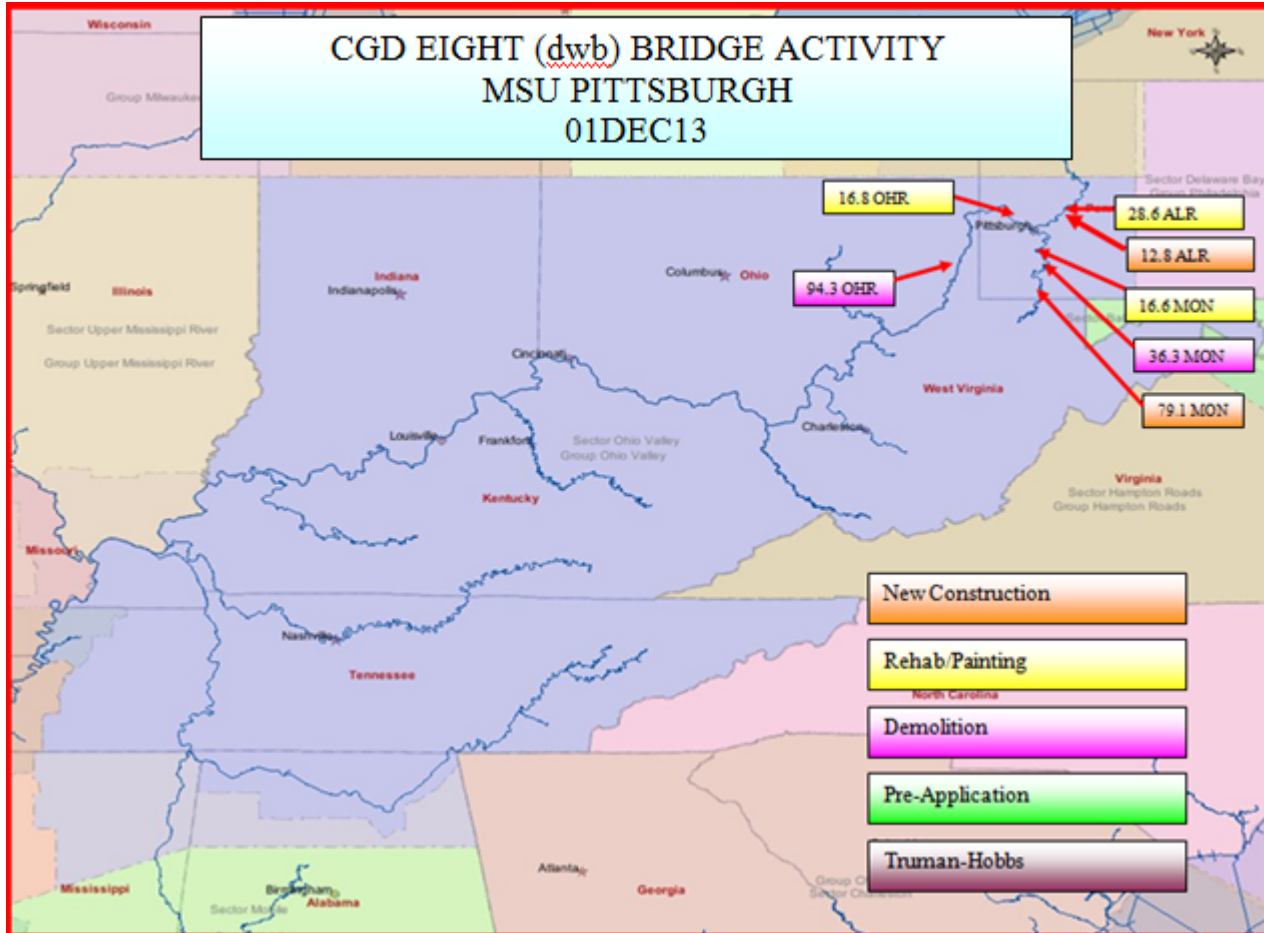 Wisconsin
New York
Group Milwaukee
CGD EIGHT (dwb) BRIDGE ACTIVITY
MSU PITTSBURGH
01DEC13
Sector Delaware Bay
Group Philadelphia
16.8 OHR
28.6 ALR
Pittsburgh
12.8 ALR
94.3 OHR
16.6 MON
36.3 MON
79.1 MON
Springfield
Illinois
Indiana
Indianapolis
Columbus
Ohio
Sector Upper Mississippi River
Group Upper Mississippi River
Cincinnati
West Virginia
Charleston
Louisville
Frankfort
Sector Ohio Valley
Group Ohio Valley
Kentucky
Virginia
Sector Hampton Roads
Group Hampton Roads
Missouri
Nashville
Tennessee
North Carolina
New Construction
Rehab/Painting
Demolition
Pre-Application
Truman-Hobbs
Atlanta
Georgia
Mississippi
Birmingham
Alabama
Sector Mobile
Sector Charleston